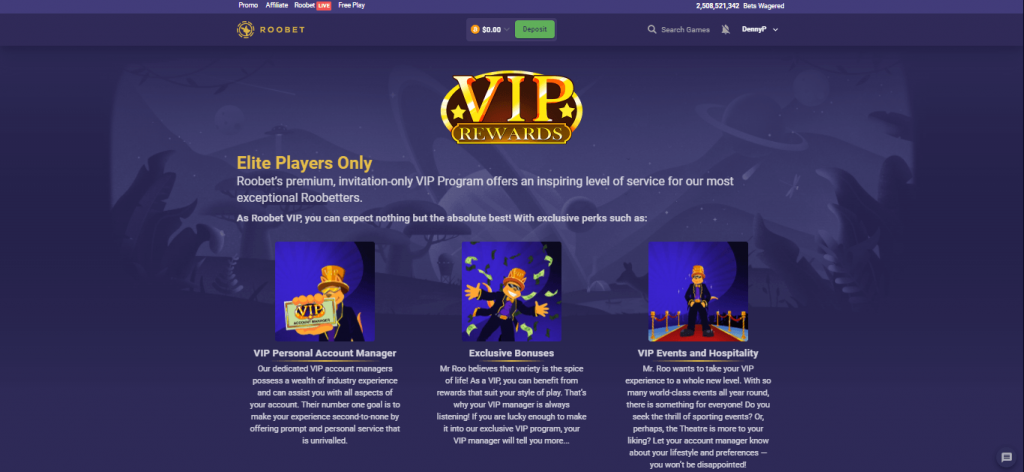 Promo Affiliate Roobet LIVE Free Play 2,508,521,342 Bets Wagered
ROOBET $0.00 Deposit Search Games DennyP
VIP
REWARDS
Elite Players Only
Roobet's premium, invitation-only VIP Program offers an inspiring level of service for our most
exceptional Roobetters.
As Roobet VIP, you can expect nothing but the absolute best! With exclusive perks such as:
VIP
VIP Personal Account Manager
Our dedicated VIP account managers
possess a wealth of industry experience
and can assist you with all aspects of
your account. Their number one goal is to
make your experience second-to-none by
offering prompt and personal service that
is unrivalled.
Exclusive Bonuses
Mr Roo believes that variety is the spice
of life! As a VIP, you can benefit from
rewards that suit your style of play. That's
why your VIP manager is always
listening! If you are lucky enough to make
it into our exclusive VIP program, your
VIP manager will tell you more...
VIP Events and Hospitality
Mr. Roo wants to take your VIP
experience to a whole new level. With so
many world-class events all year round,
there is something for everyone! Do you
seek the thrill of sporting events? Or,
perhaps, the Theatre is more to your
liking? Let your account manager know
about your lifestyle and preferences —
you won't be disappointed!